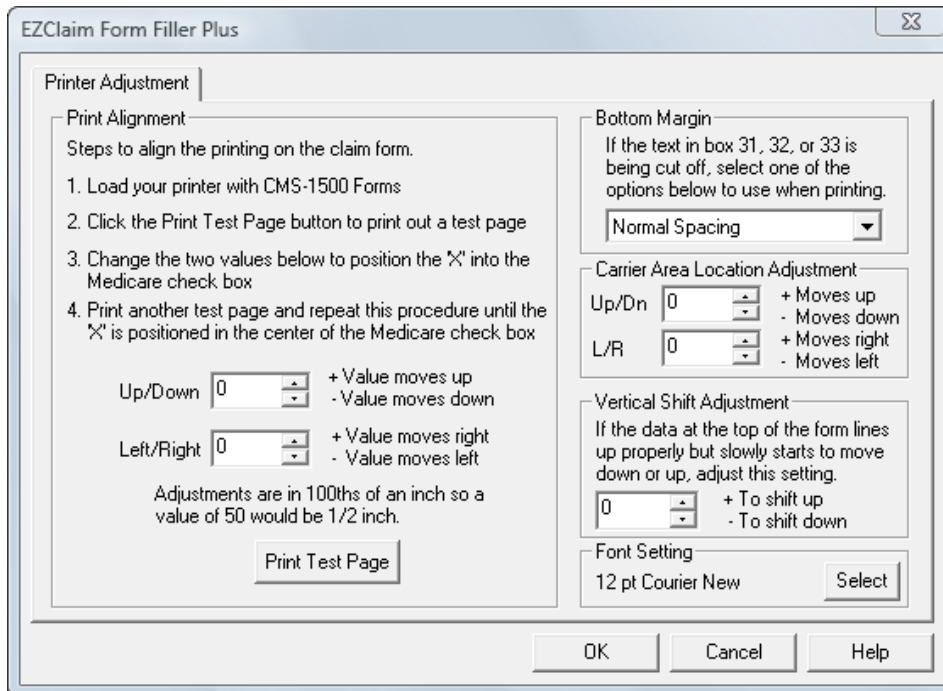 EZClaim Form Filler Plus
Printer Adjustment
Print Alignment
Steps to align the printing on the claim form.
1. Load your printer with CMS-1500 Forms
2. Click the Print Test Page button to print out a test page
3. Change the two values below to position the 'X' into the
Medicare check box
4. Print another test page and repeat this procedure until the
'X' is positioned in the center of the Medicare check box
Up/Down 0 + Value moves up
- Value moves down
Left/Right 0 + Value moves right
- Value moves left
Adjustments are in 100ths of an inch so a
value of 50 would be 1/2 inch.
Print Test Page
Bottom Margin
If the text in box 31, 32, or 33 is
being cut off, select one of the
options below to use when printing.
Normal Spacing
Carrier Area Location Adjustment
Up/Dn 0 + Moves up
- Moves down
L/R 0 + Moves right
- Moves left
Vertical Shift Adjustment
If the data at the top of the form lines
up properly but slowly starts to move
down or up, adjust this setting.
0 + To shift up
- To shift down
Font Setting
12 pt Courier New Select
OK Cancel Help